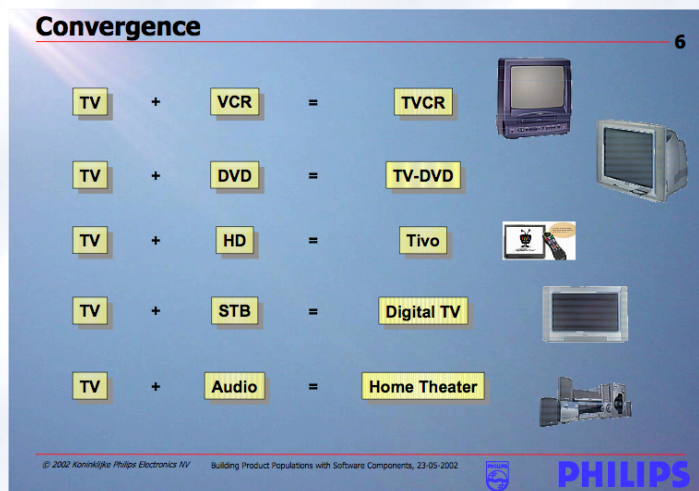 Convergence
6
TV + VCR = TVCR
TV + DVD = TV-DVD
TV + HD = Tivo
TV + STB = Digital TV
TV + Audio = Home Theater
© 2002 Koninklijke Philips Electronics NV Building Product Populations with Software Components, 23-05-2002 PHILIPS PHILIPS